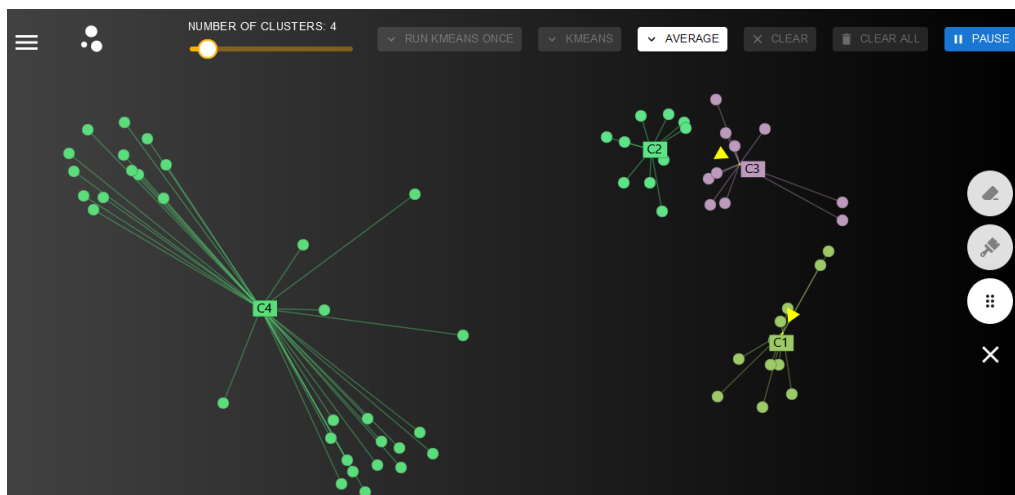 NUMBER OF CLUSTERS: 4
RUN KMEANS ONCE
KMEANS
AVERAGE
CLEAR
CLEAR ALL
PAUSE
C2
C3
C4
C1